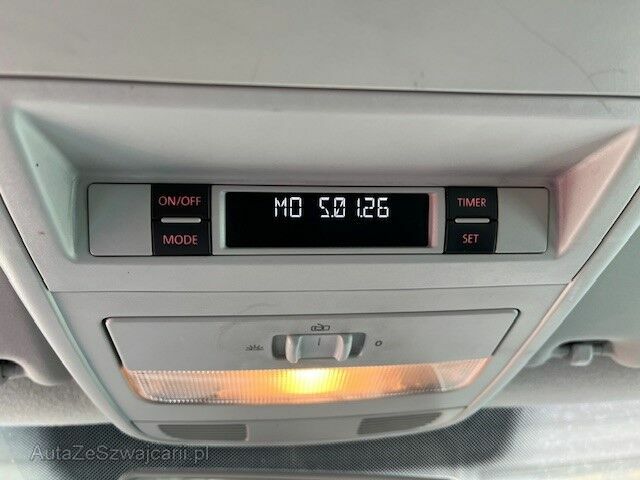 ON/OFF
MODE
MO 5.01.26
TIMER
SET
O
AutaZeSzwajcarii.pl